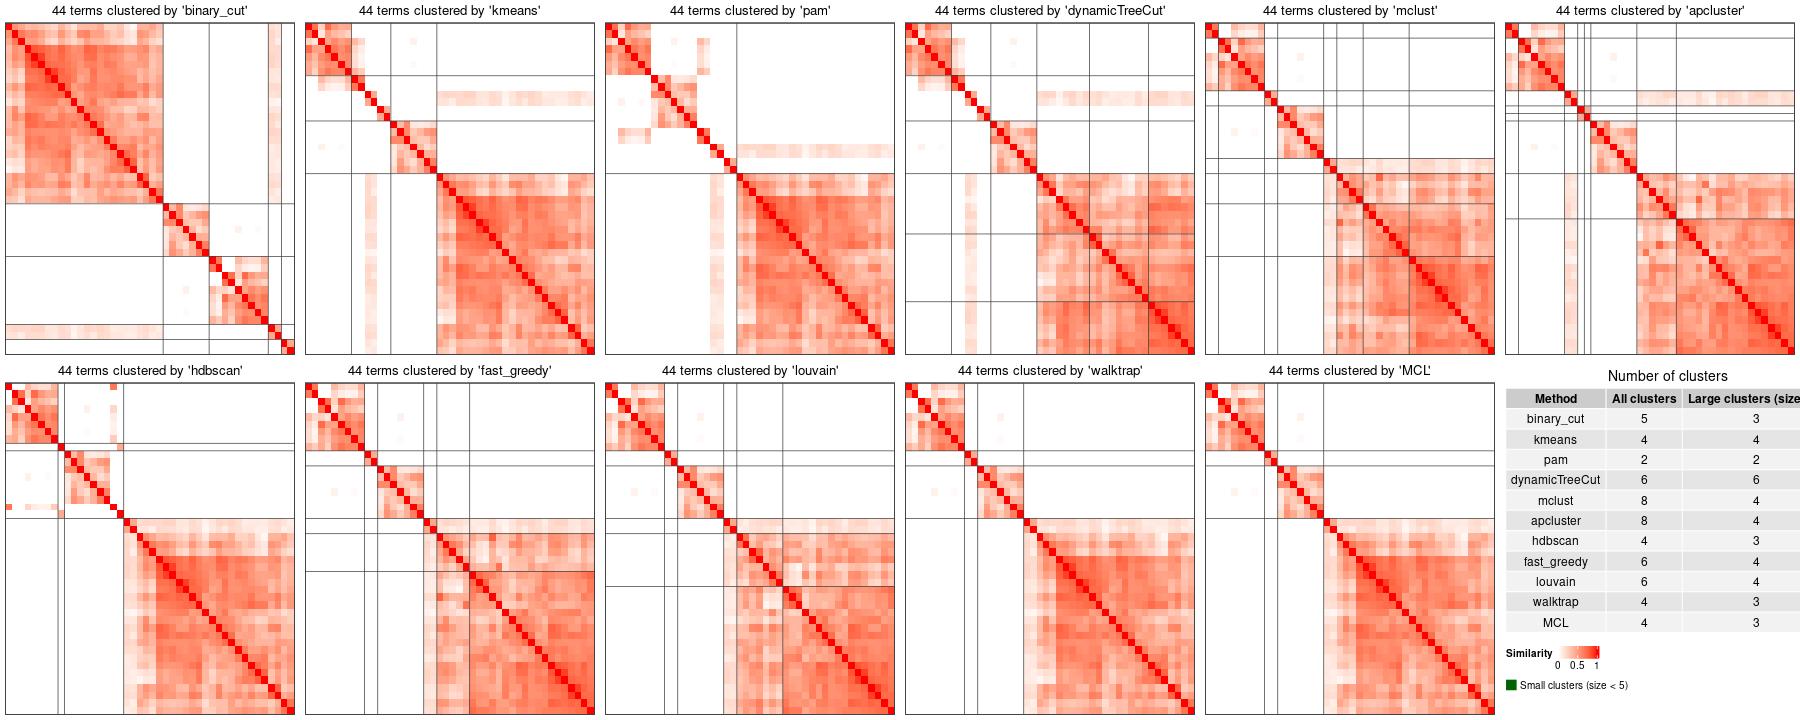 44 terms clustered by 'binary_cut'
44 terms clustered by 'kmeans'
44 terms clustered by 'pam'
44 terms clustered by 'dynamicTreeCut'
44 terms clustered by 'mclust'
44 terms clustered by 'apcluster'
44 terms clustered by 'hdbscan'
44 terms clustered by 'fast_greedy'
44 terms clustered by 'louvain'
44 terms clustered by 'walktrap'
44 terms clustered by 'MCL'
Number of clusters
Method All clusters Large clusters (size
binary_cut 5 3
kmeans 4 4
pam 2 2
dynamicTreeCut 6 6
mclust 8 4
apcluster 8 4
hdbscan 4 3
fast_greedy 6 4
louvain 6 4
walktrap 4 3
MCL 4 3
Similarity
0 0.5 1
Small clusters (size < 5)